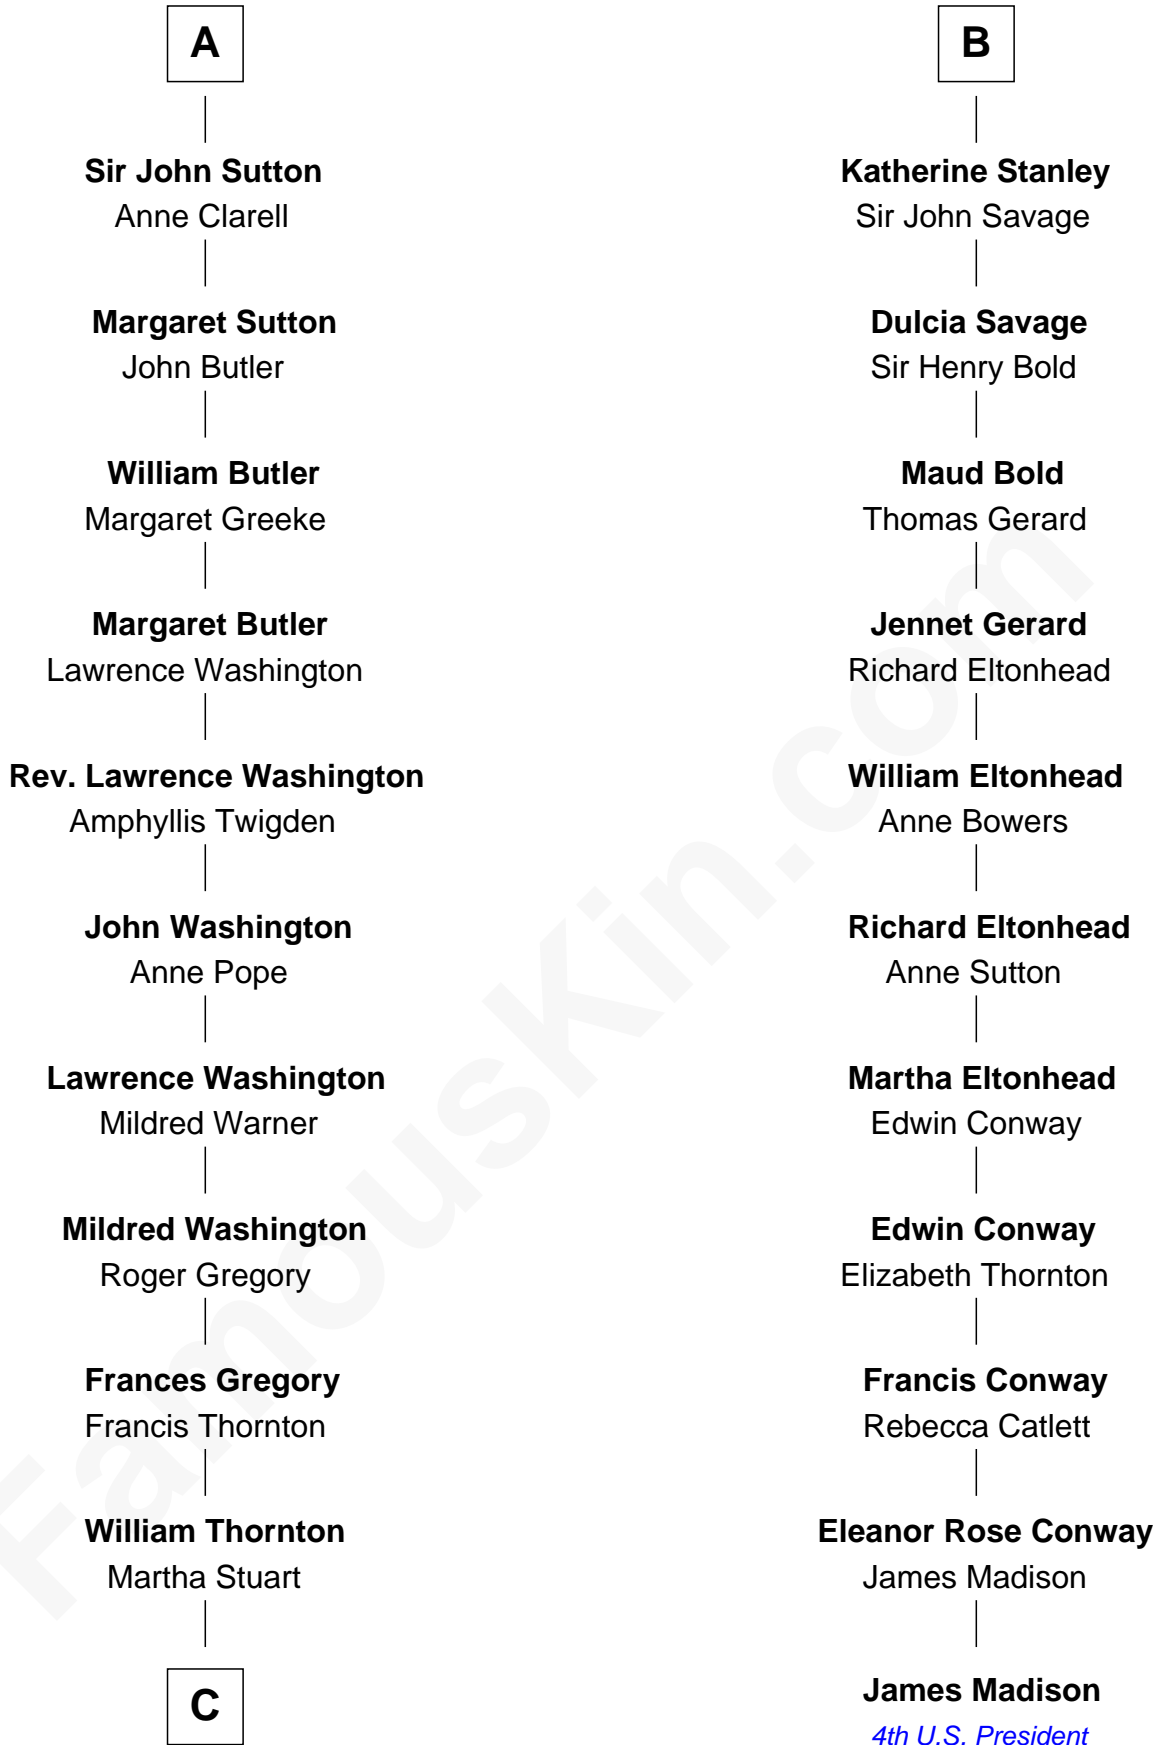 A
Sir John Sutton
Anne Clarell
Margaret Sutton
John Butler
William Butler
Margaret Greeke
Margaret Butler
Lawrence Washington
Rev. Lawrence Washington
Amphyllis Twigden
John Washington
Anne Pope
Lawrence Washington
Mildred Warner
Mildred Washington
Roger Gregory
Frances Gregory
Francis Thornton
William Thornton
Martha Stuart
C
B
Katherine Stanley
Sir John Savage
Dulcia Savage
Sir Henry Bold
Maud Bold
Thomas Gerard
Jennet Gerard
Richard Eltonhead
William Eltonhead
Anne Bowers
Richard Eltonhead
Anne Sutton
Martha Eltonhead
Edwin Conway
Edwin Conway
Elizabeth Thornton
Francis Conway
Rebecca Catlett
Eleanor Rose Conway
James Madison
James Madison
4th U.S. President
FamousKin.com